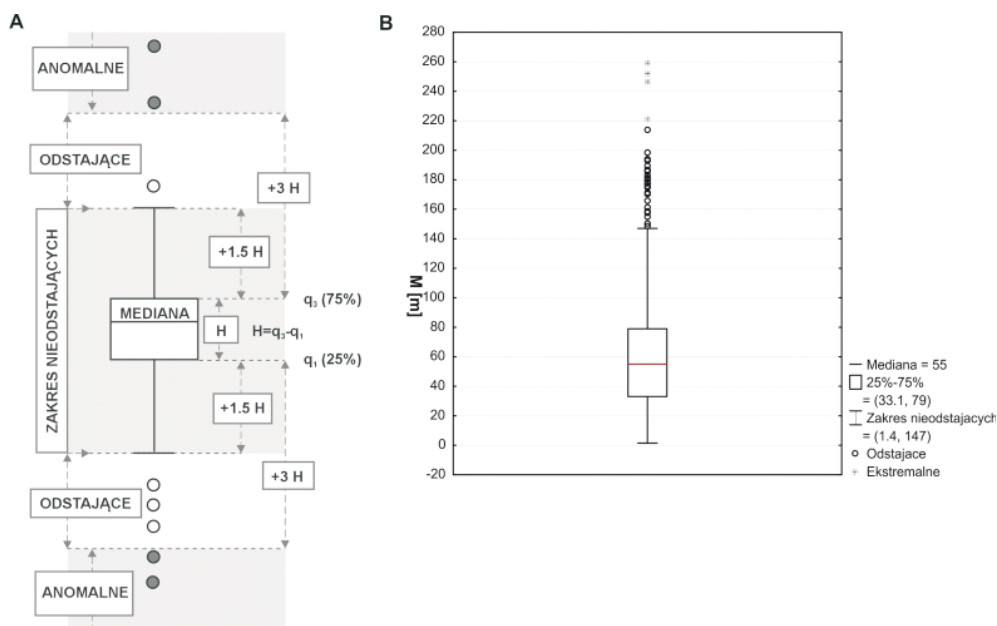 A
ANOMALNE
ODSTAJĄCE
+3 H
ZAKRES NIEODSTAJĄCYCH
+1.5 H
q₃ (75%)
MEDIANA
H
H=q₃-q₁
q₁ (25%)
+1.5 H
+3 H
ODSTAJĄCE
ANOMALNE
B
280
260
240
220
200
180
160
140
120
100
80
60
40
20
0
-20
M [m]
Mediana = 55
25%-75%
= (33.1, 79)
Zakres nieodstajacych
= (1.4, 147)
Odstajace
Ekstremalne